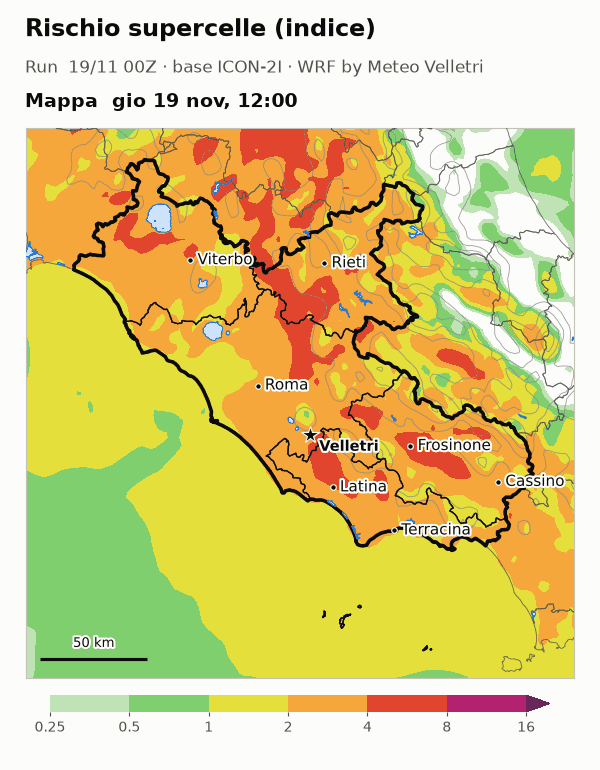 Rischio supercelle (indice)
Run  19/11 00Z · base ICON-2I · WRF by Meteo Velletri
Mappa  gio 19 nov, 12:00
Viterbo
Rieti
Roma
Velletri
Frosinone
Cassino
Latina
Terracina
50 km
0.25 0.5 1 2 4 8 16